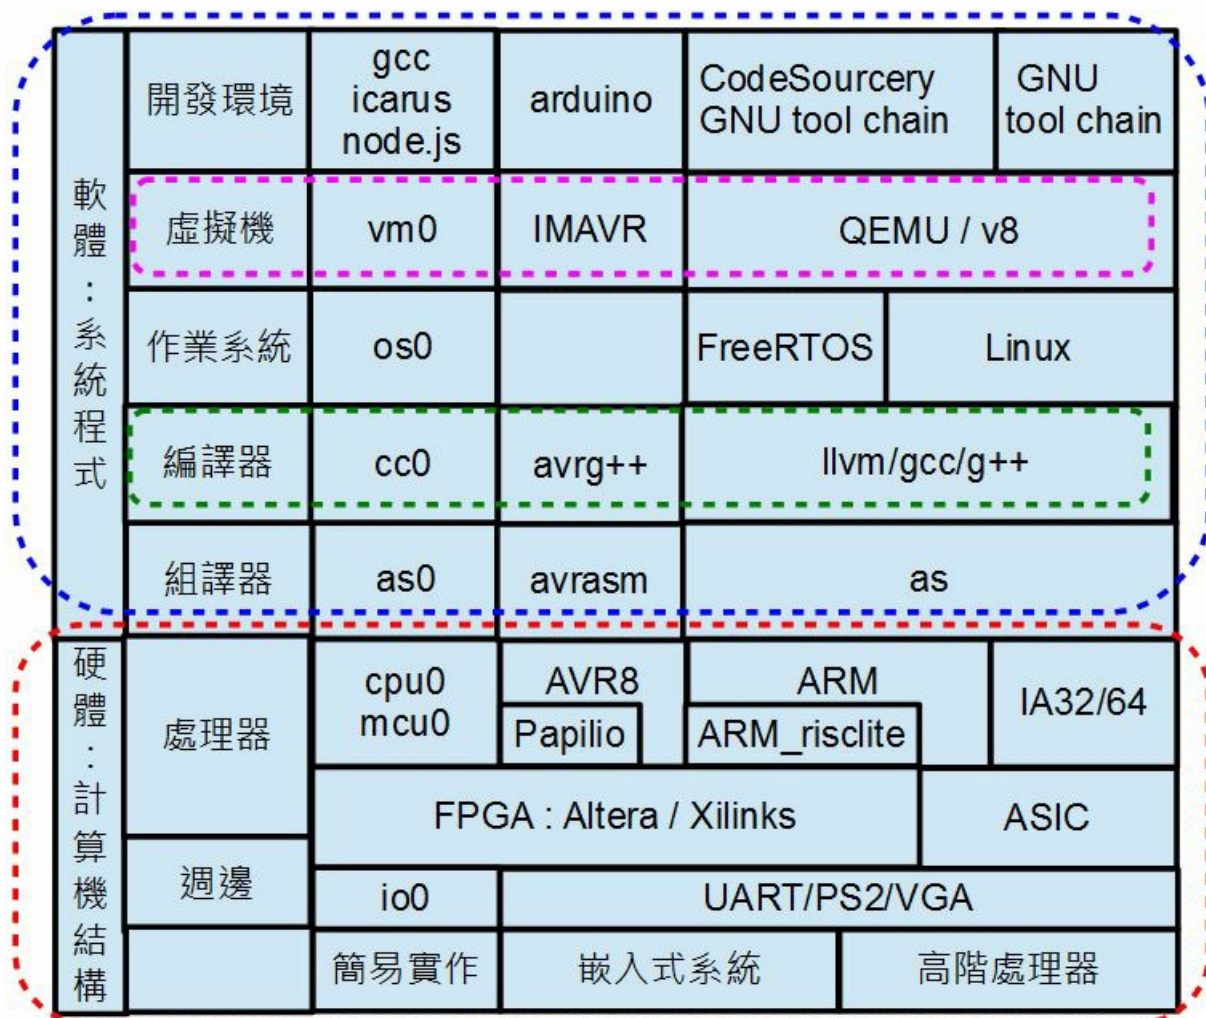 軟體：系統程式
開發環境
gcc
icarus
node.js
arduino
CodeSourcery
GNU tool chain
GNU
tool chain
虛擬機
vm0
IMAVR
QEMU / v8
作業系統
os0
FreeRTOS
Linux
編譯器
cc0
avrg++
llvm/gcc/g++
組譯器
as0
avrasm
as
硬體：計算機結構
處理器
cpu0
mcu0
AVR8
Papilio
ARM
ARM_risclite
IA32/64
FPGA : Altera / Xilinks
ASIC
週邊
io0
UART/PS2/VGA
簡易實作
嵌入式系統
高階處理器